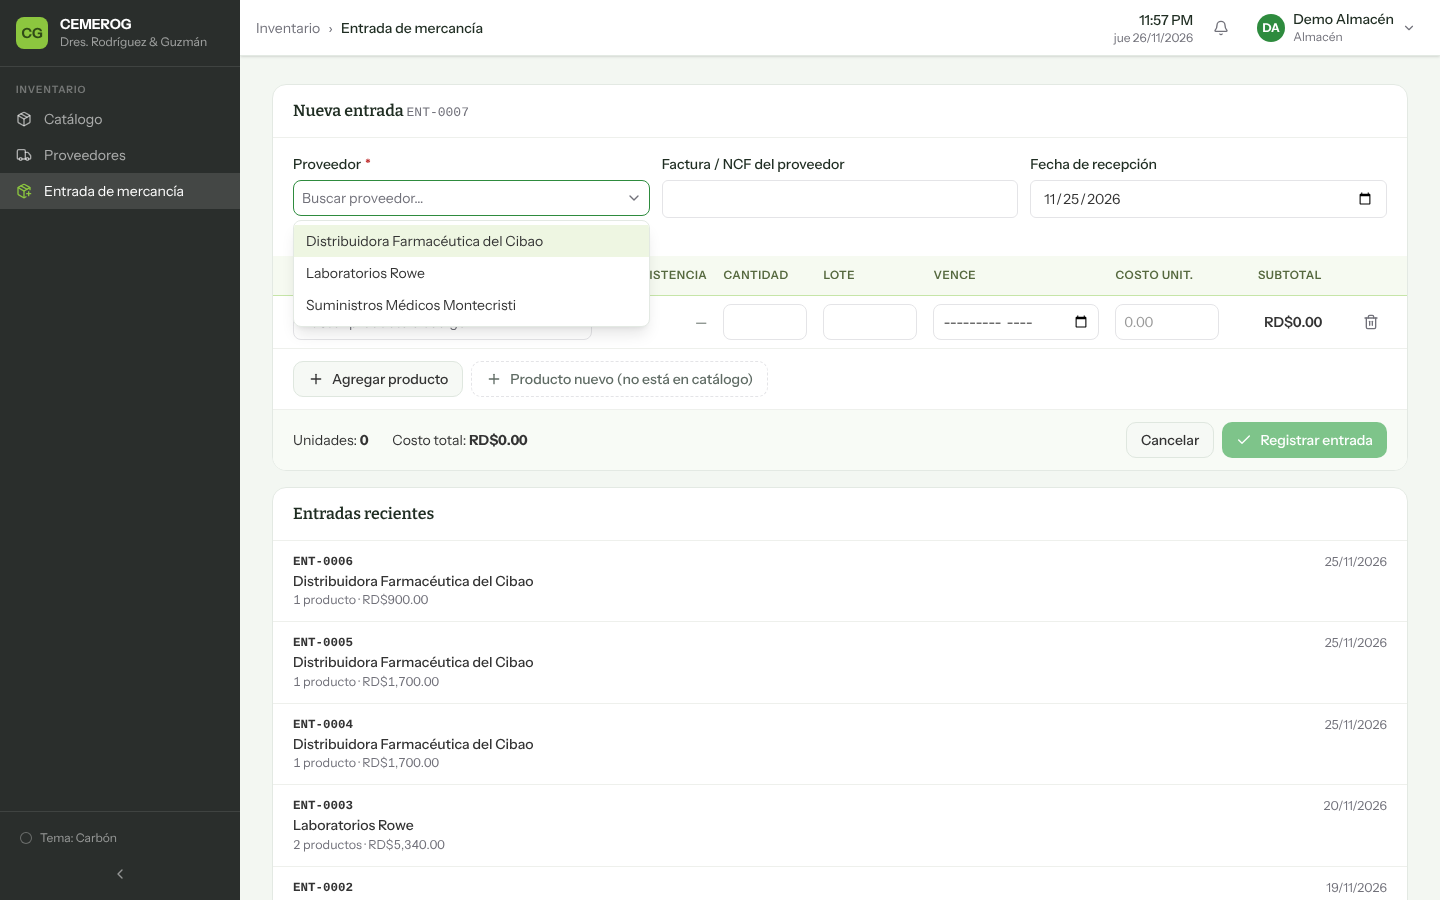 CG
CEMEROG
Dres. Rodríguez & Guzmán
INVENTARIO
Catálogo
Proveedores
Entrada de mercancía
Tema: Carbón
Inventario › Entrada de mercancía
11:57 PM
jue 26/11/2026
DA
Demo Almacén
Almacén
Nueva entrada ENT-0007
Proveedor *
Factura / NCF del proveedor
Fecha de recepción
Buscar proveedor...
11/25/2026
Distribuidora Farmacéutica del Cibao
Laboratorios Rowe
Suministros Médicos Montecristi
ISTENCIA CANTIDAD LOTE VENCE COSTO UNIT. SUBTOTAL
— --------- ---- 0.00 RD$0.00
+ Agregar producto
+ Producto nuevo (no está en catálogo)
Unidades: 0 Costo total: RD$0.00
Cancelar
Registrar entrada
Entradas recientes
ENT-0006 25/11/2026
Distribuidora Farmacéutica del Cibao
1 producto · RD$900.00
ENT-0005 25/11/2026
Distribuidora Farmacéutica del Cibao
1 producto · RD$1,700.00
ENT-0004 25/11/2026
Distribuidora Farmacéutica del Cibao
1 producto · RD$1,700.00
ENT-0003 20/11/2026
Laboratorios Rowe
2 productos · RD$5,340.00
ENT-0002 19/11/2026